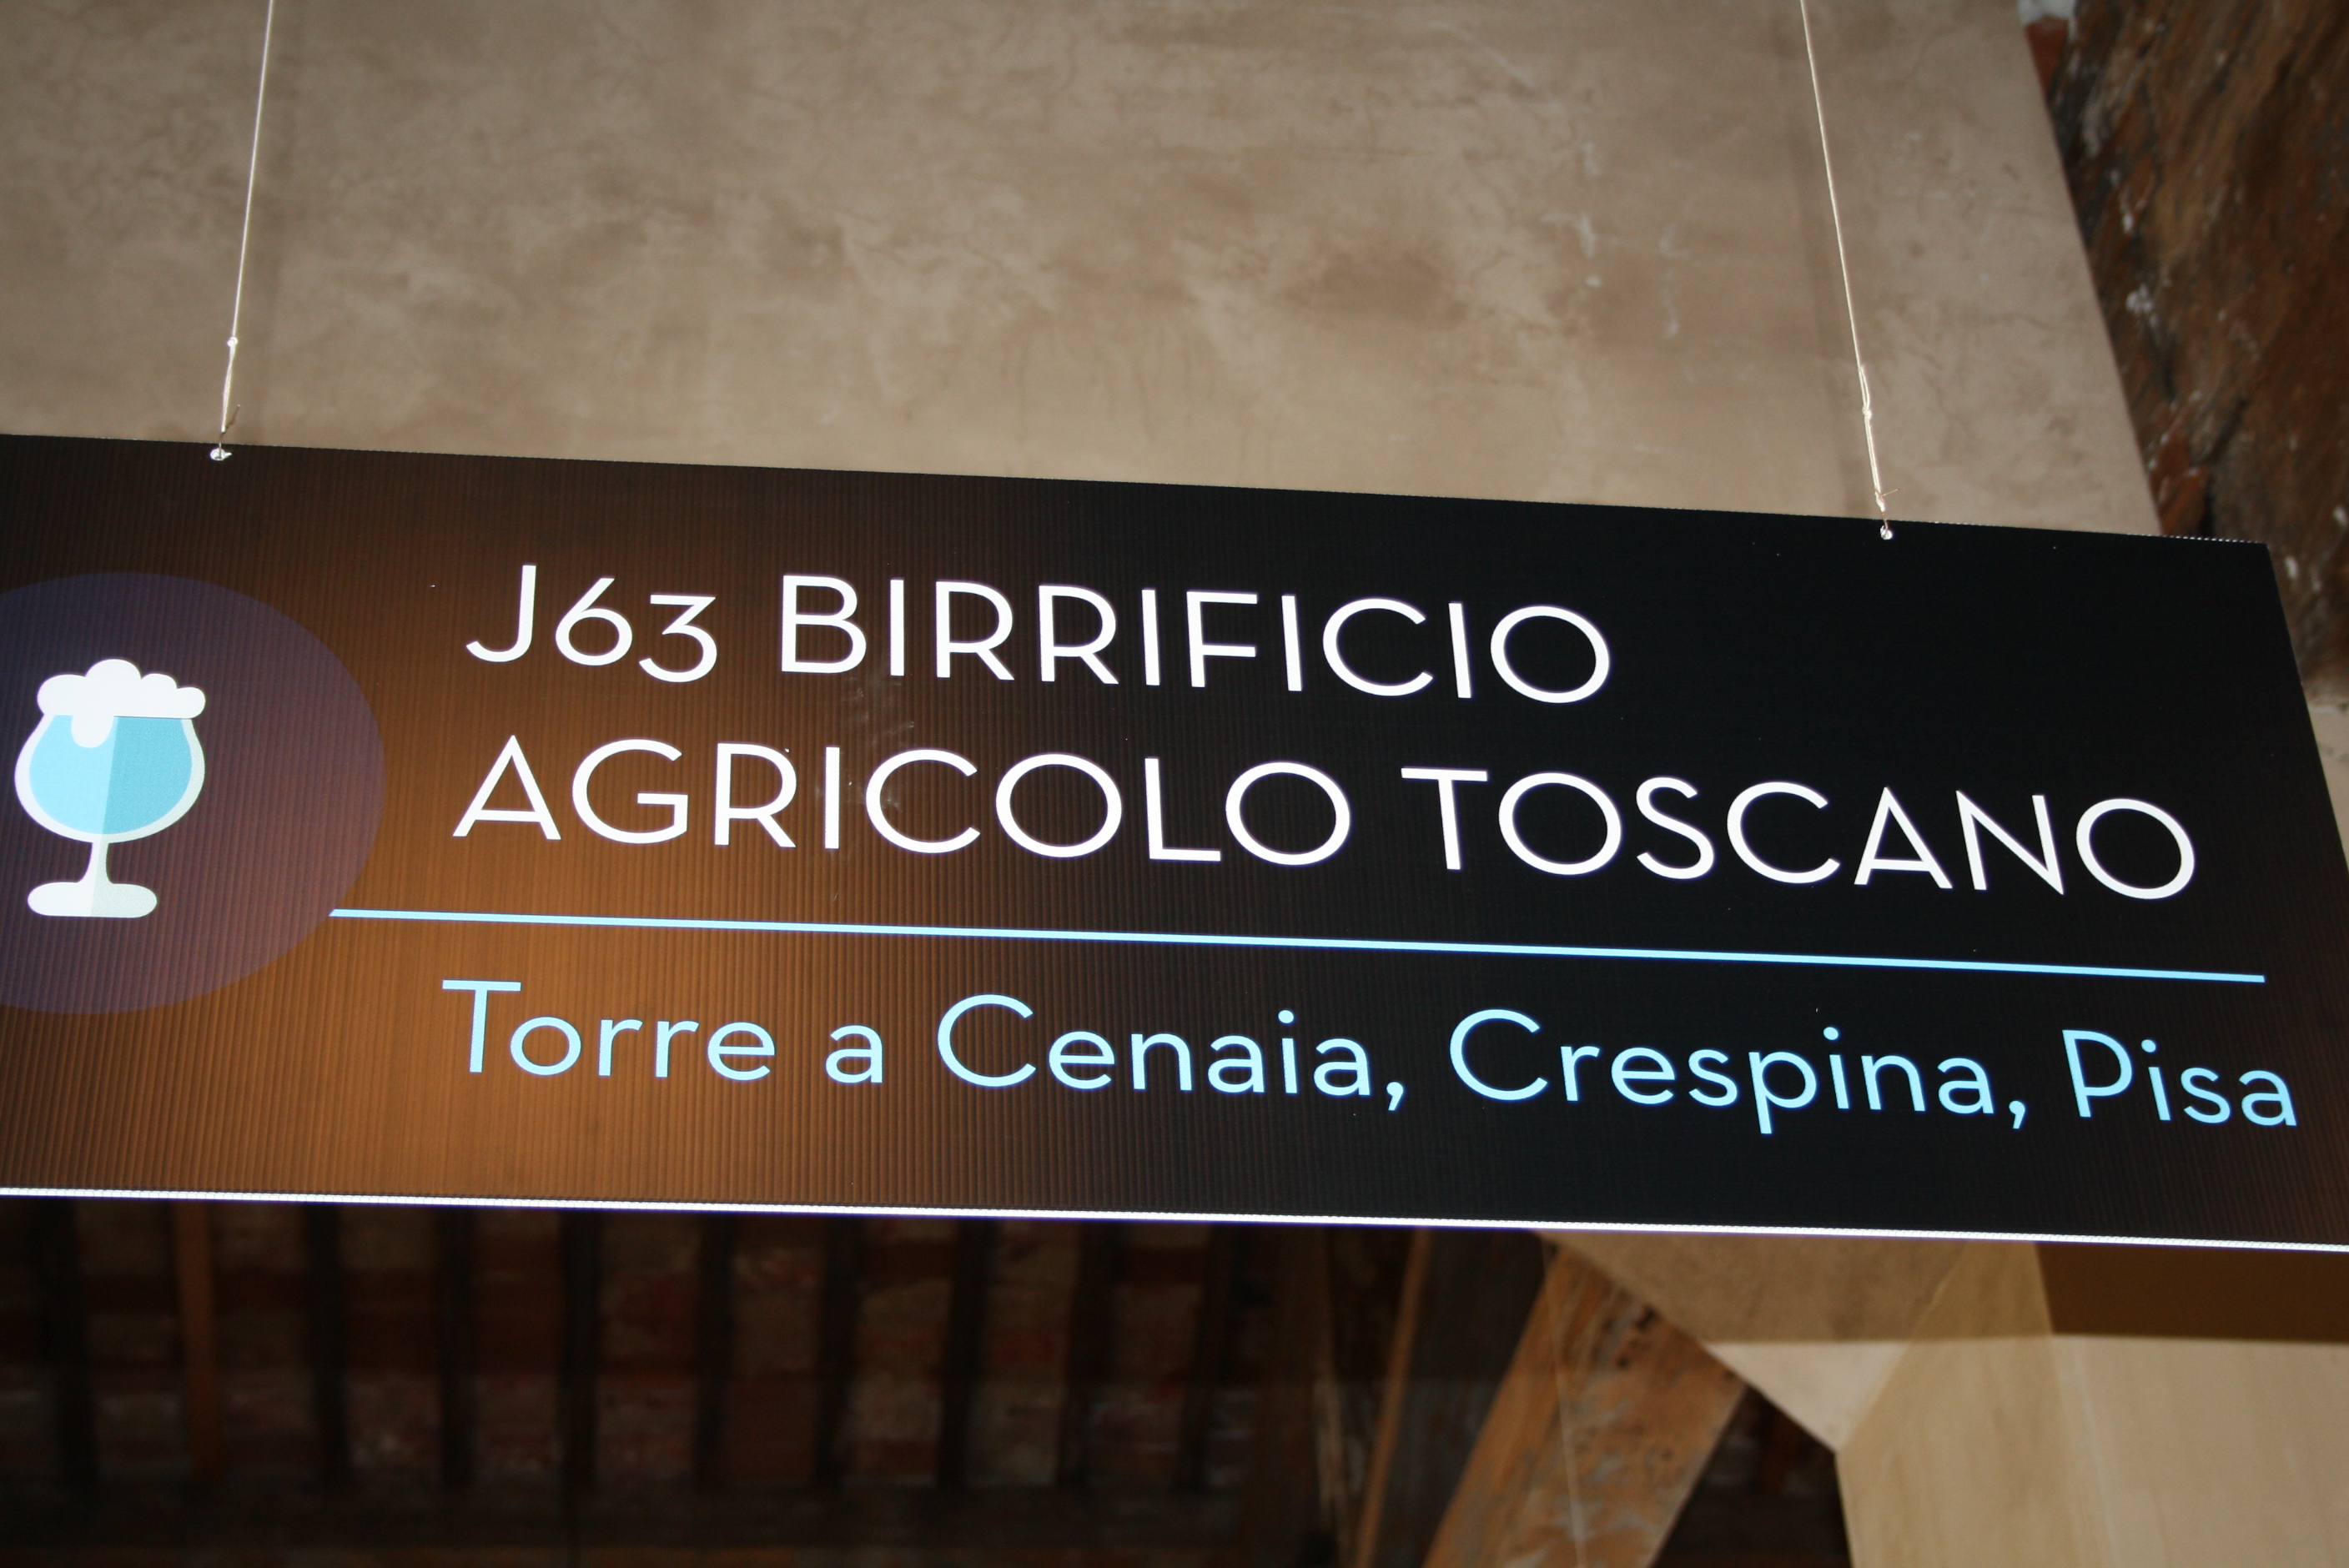 J63 BIRRIFICIO
AGRICOLO TOSCANO
Torre a Cenaia, Crespina, Pisa